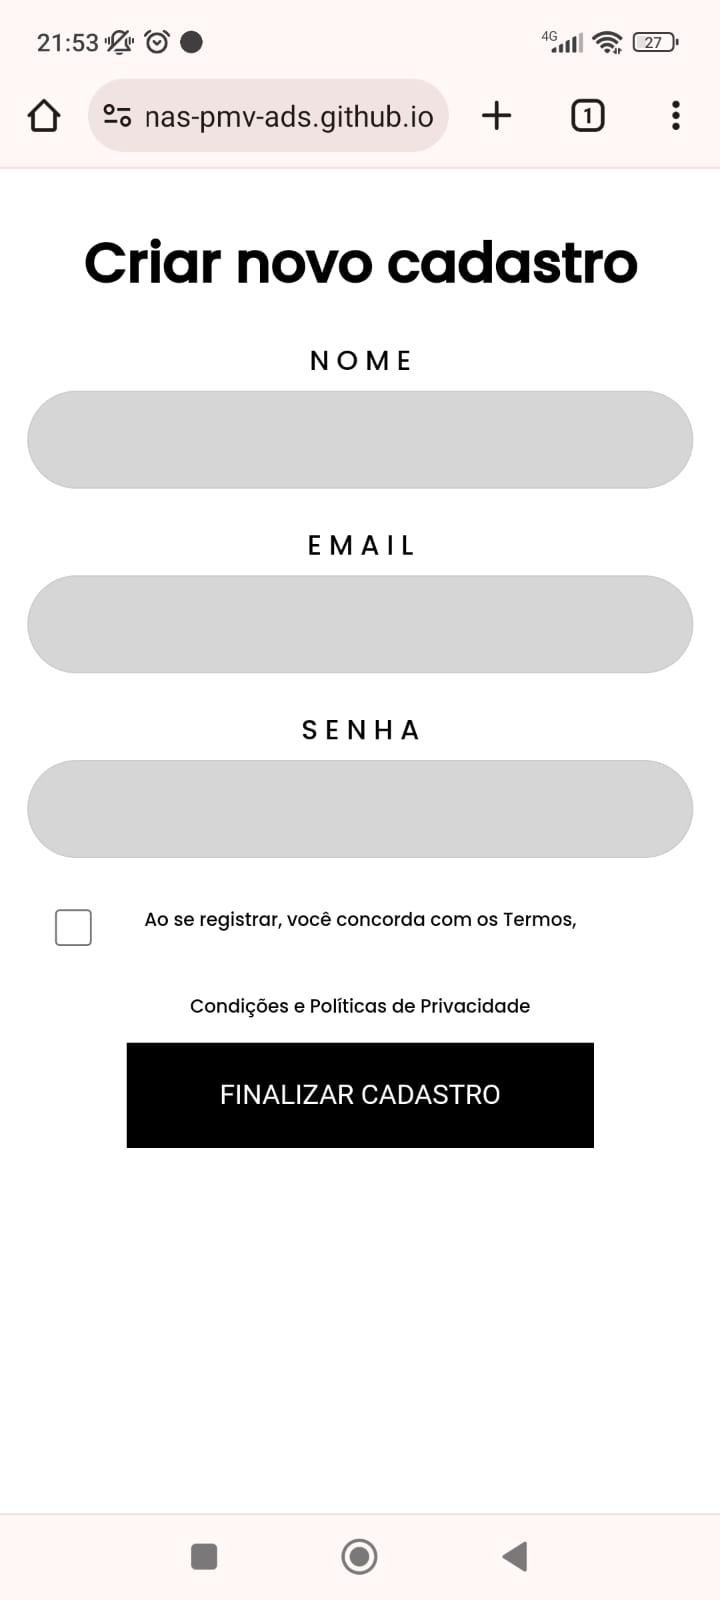 21:53
4G
27
nas-pmv-ads.github.io
1
Criar novo cadastro
NOME
EMAIL
SENHA
Ao se registrar, você concorda com os Termos,
Condições e Políticas de Privacidade
FINALIZAR CADASTRO